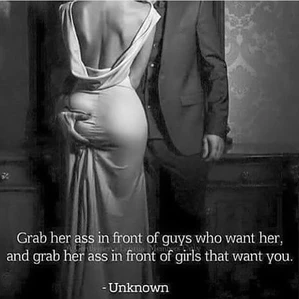 Grab her ass in front of guys who want her,
and grab her ass in front of girls that want you.
- Unknown